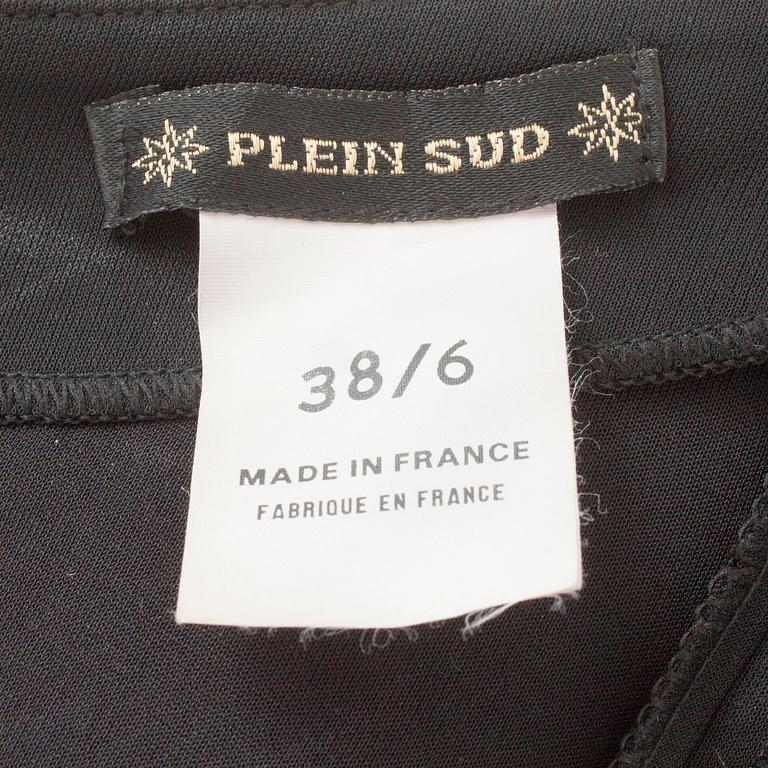 PLEIN SUD
38/6
MADE IN FRANCE
FABRIQUE EN FRANCE